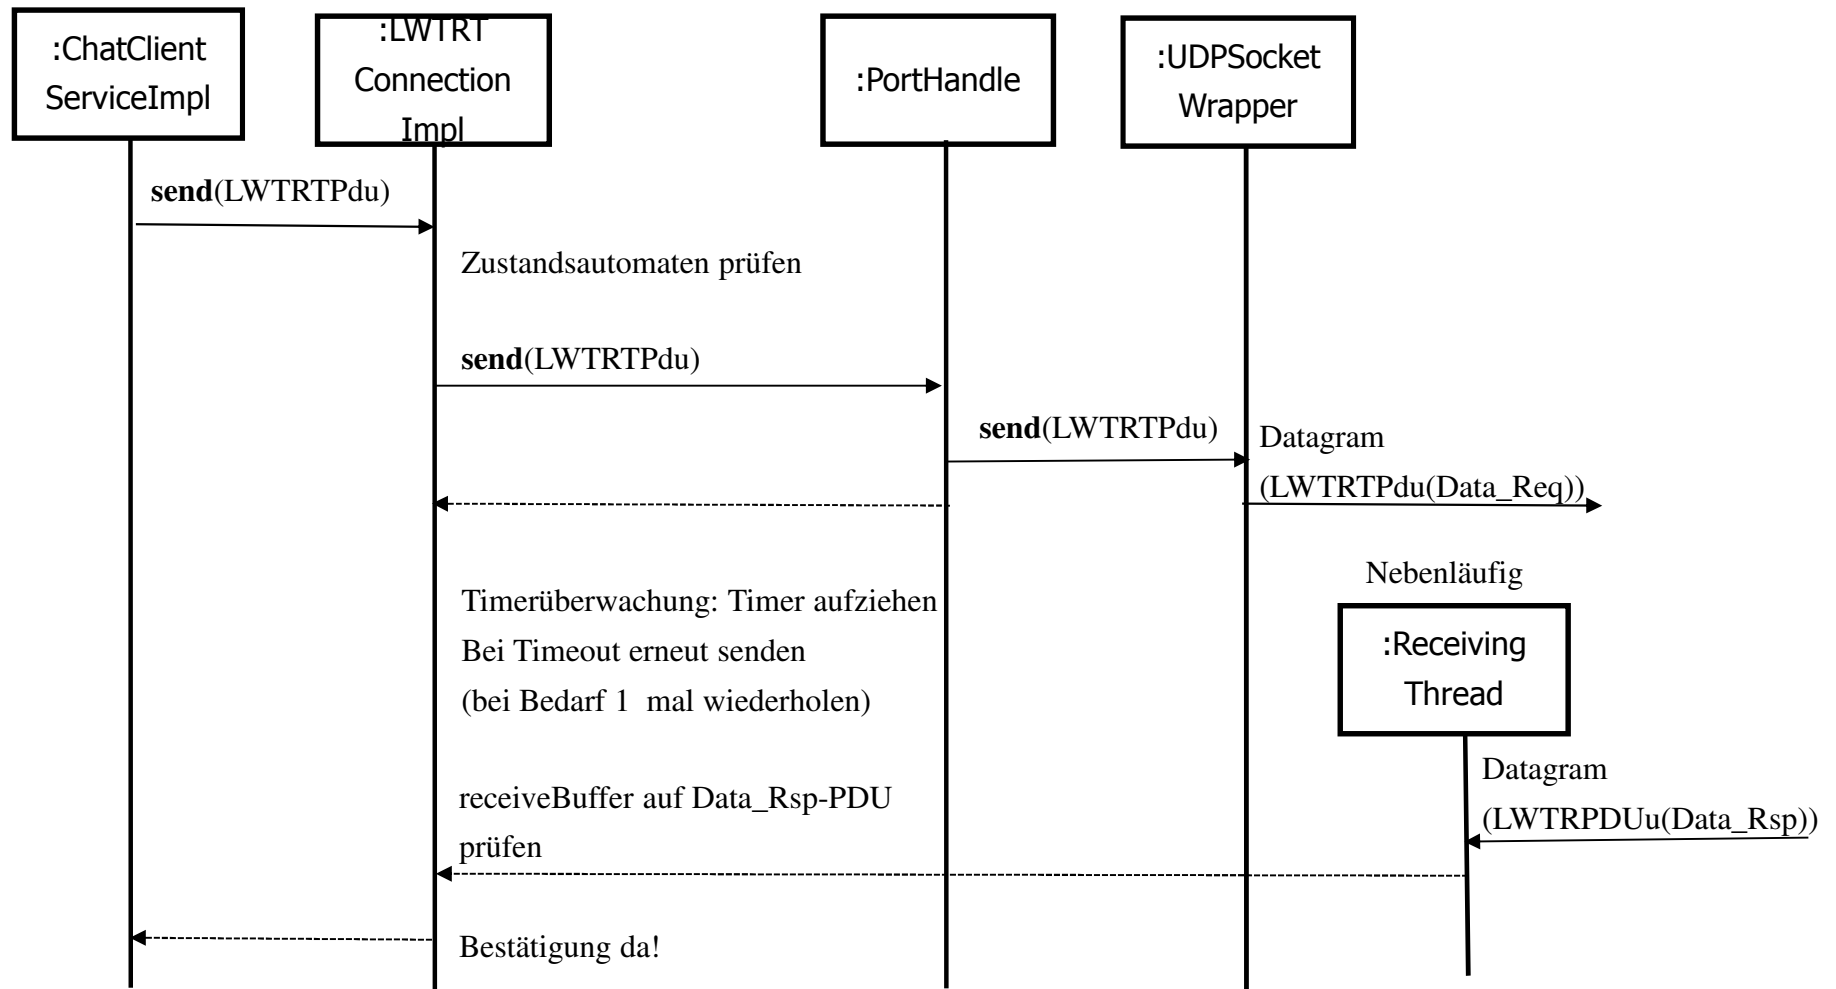 :ChatClient
ServiceImpl
:LWTRT
Connection
Impl
:PortHandle
:UDPSocket
Wrapper
send(LWTRTPdu)
Zustandsautomaten prüfen
send(LWTRTPdu)
send(LWTRTPdu)
Datagram
(LWTRTPdu(Data_Req))
Nebenläufig
Timerüberwachung: Timer aufziehen
Bei Timeout erneut senden
(bei Bedarf 1 mal wiederholen)
:Receiving
Thread
Datagram
(LWTRPDUu(Data_Rsp))
receiveBuffer auf Data_Rsp-PDU
prüfen
Bestätigung da!